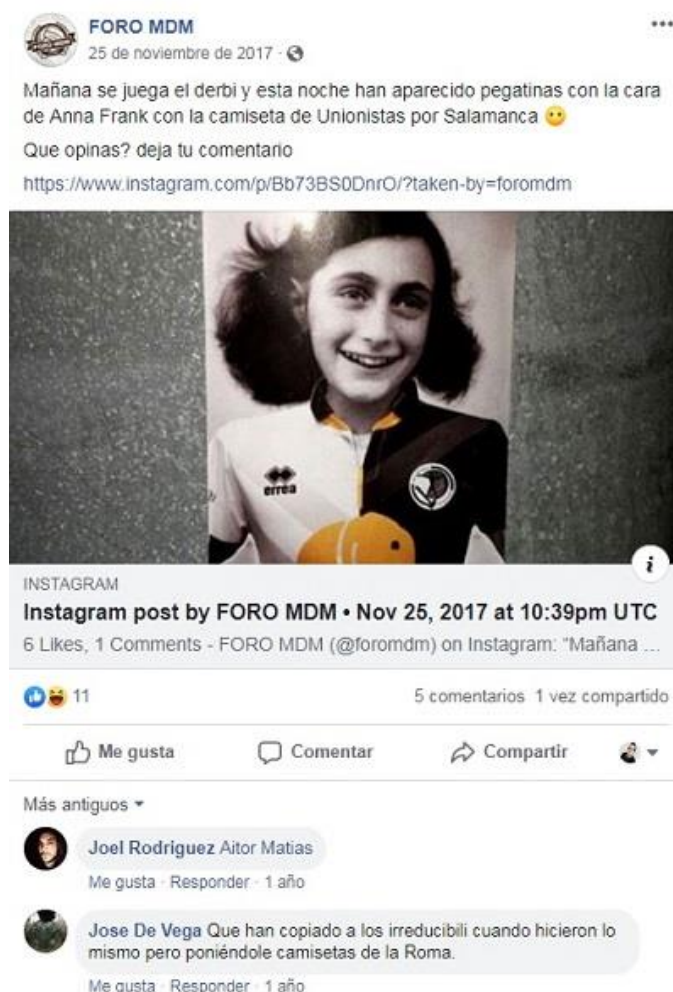 FORO MDM
25 de noviembre de 2017 ·
Mañana se juega el derbi y esta noche han aparecido pegatinas con la cara
de Anna Frank con la camiseta de Unionistas por Salamanca 😶
Que opinas? deja tu comentario
https://www.instagram.com/p/Bb73BS0DnrO/?taken-by=foromdm
errea
i
INSTAGRAM
Instagram post by FORO MDM • Nov 25, 2017 at 10:39pm UTC
6 Likes, 1 Comments - FORO MDM (@foromdm) on Instagram: "Mañana ...
11
5 comentarios 1 vez compartido
Me gusta Comentar Compartir
Más antiguos
Joel Rodriguez Aitor Matias
Me gusta · Responder · 1 año
Jose De Vega Que han copiado a los irreducibili cuando hicieron lo
mismo pero poniéndole camisetas de la Roma.
Me gusta · Responder · 1 año